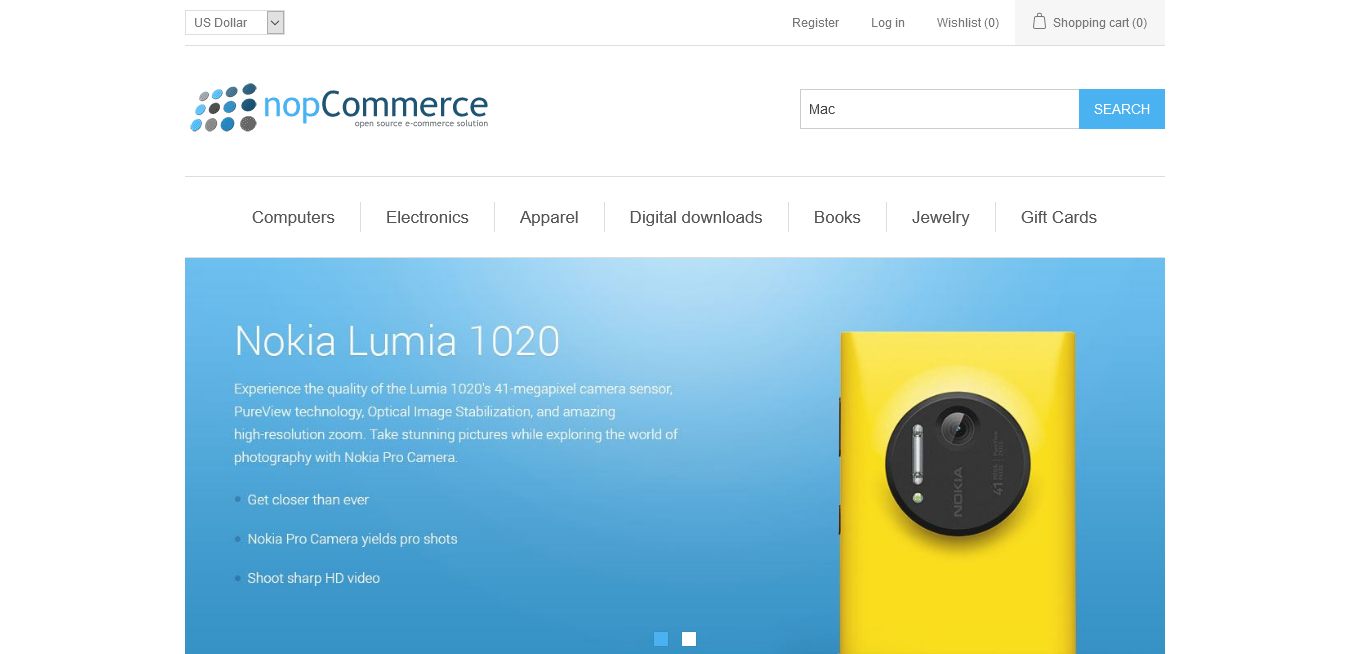 US Dollar
Register
Log in
Wishlist (0)
Shopping cart (0)
nopCommerce
open source e-commerce solution
Mac
SEARCH
Computers
Electronics
Apparel
Digital downloads
Books
Jewelry
Gift Cards
Nokia Lumia 1020
Experience the quality of the Lumia 1020's 41-megapixel camera sensor,
PureView technology, Optical Image Stabilization, and amazing
high-resolution zoom. Take stunning pictures while exploring the world of
photography with Nokia Pro Camera.
Get closer than ever
Nokia Pro Camera yields pro shots
Shoot sharp HD video
NOKIA
41